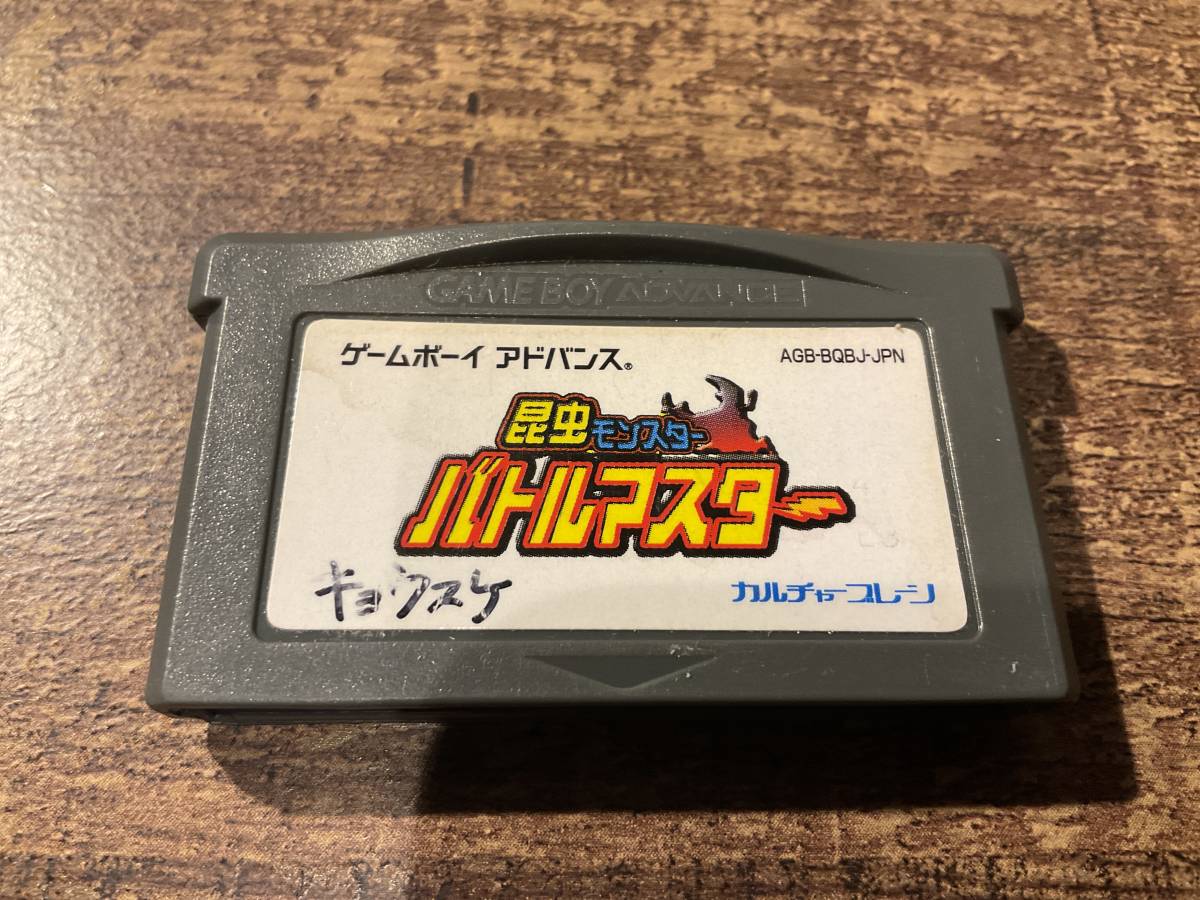 GAME BOY ADVANCE
ゲームボーイ アドバンス®
AGB-BQBJ-JPN
昆虫モンスター
バトルマスター
キョウスケ
カルチャーブレーン